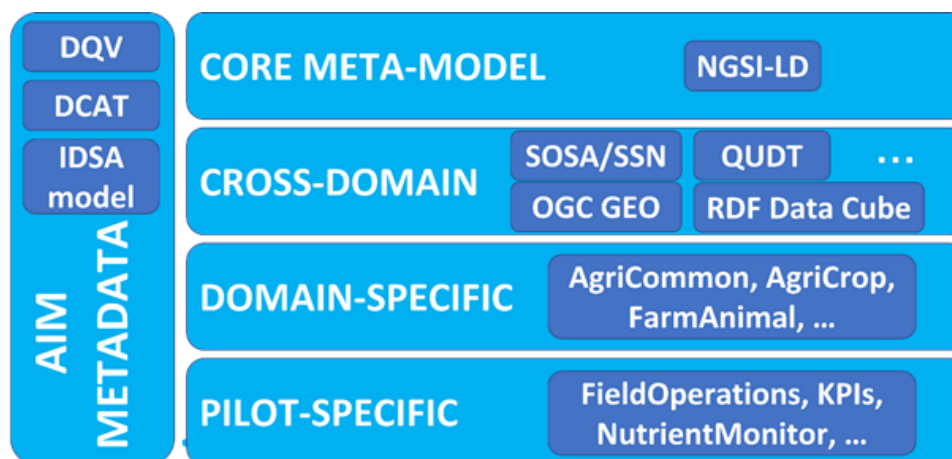 DQV
DCAT
IDSA
model
AIM
METADATA
CORE META-MODEL
NGSI-LD
CROSS-DOMAIN
SOSA/SSN
QUDT
...
OGC GEO
RDF Data Cube
DOMAIN-SPECIFIC
AgriCommon, AgriCrop,
FarmAnimal, ...
PILOT-SPECIFIC
FieldOperations, KPIs,
NutrientMonitor, ...